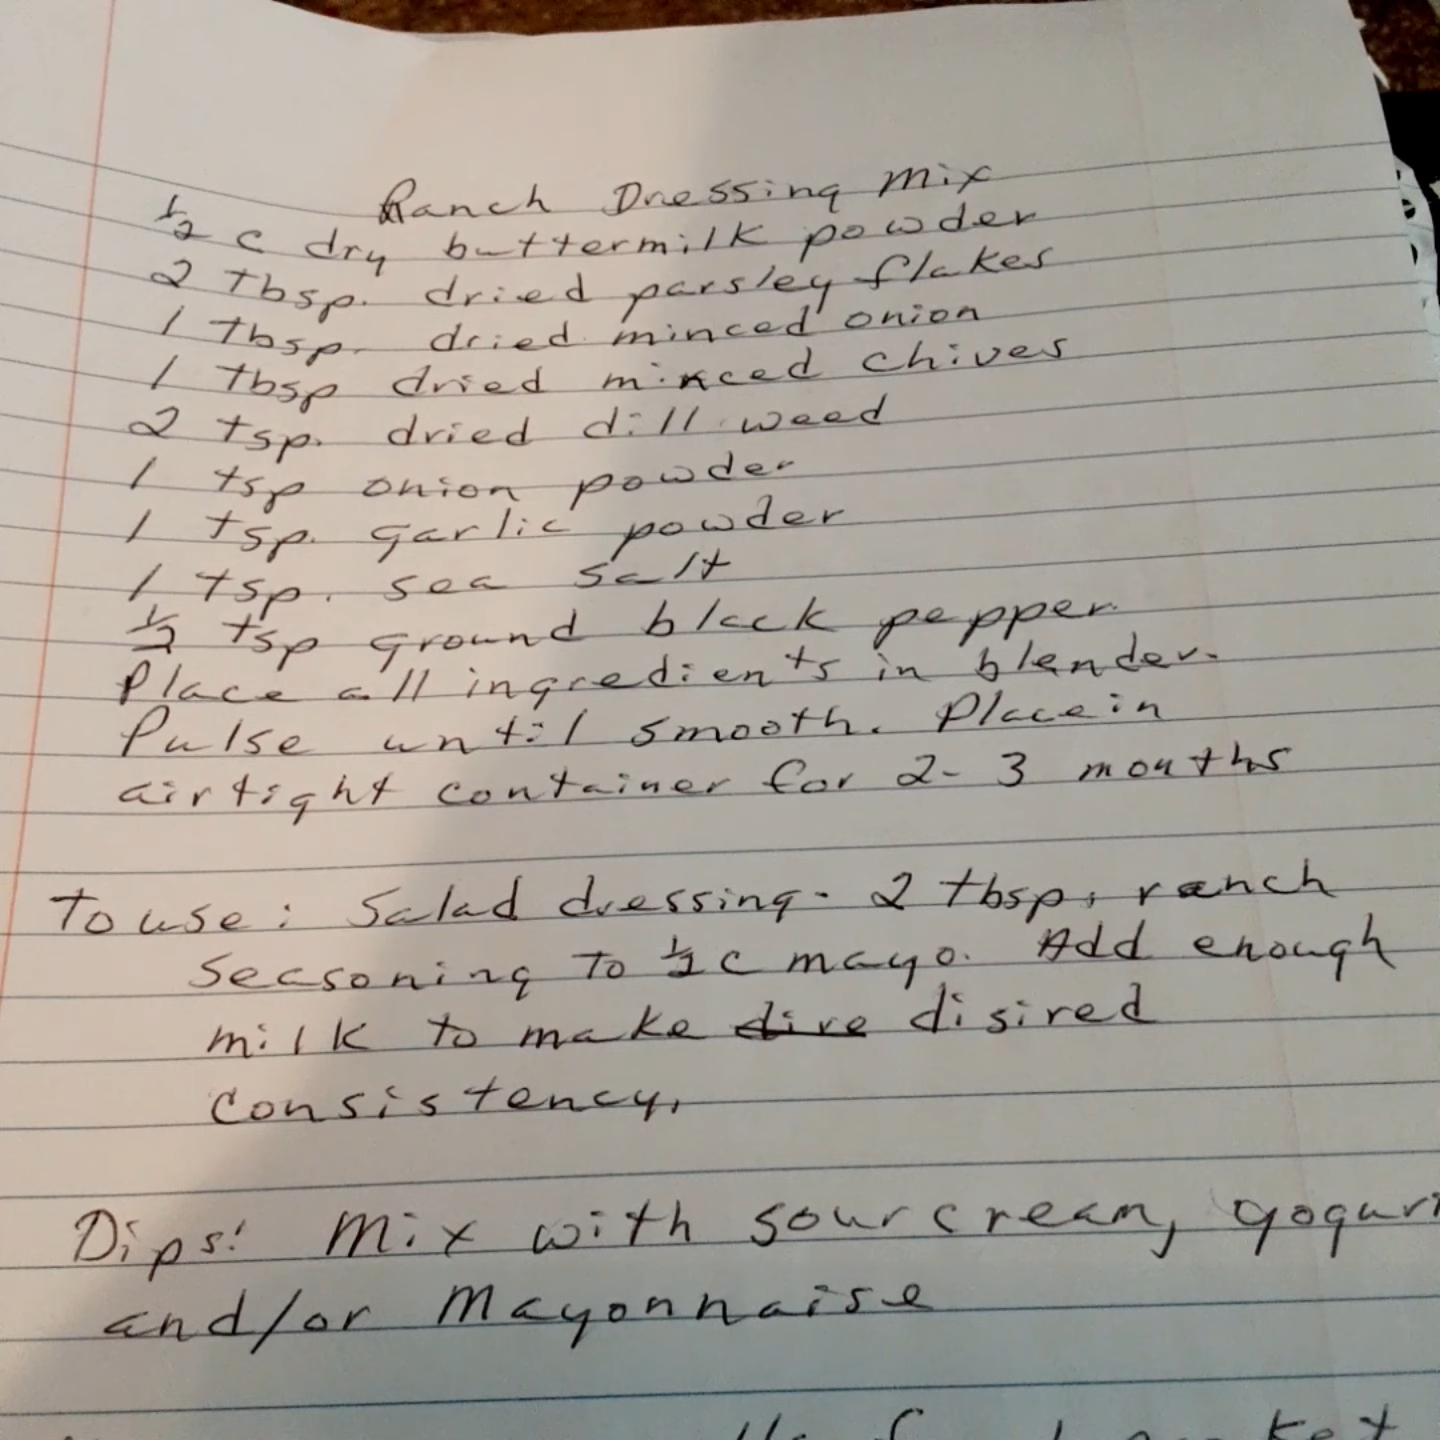 Ranch Dressing Mix
½ c dry buttermilk powder
2 Tbsp. dried parsley flakes
1 Tbsp. dried minced onion
1 Tbsp dried minced chives
2 tsp. dried dill weed
1 tsp onion powder
1 tsp. garlic powder
1 tsp. sea salt
½ tsp ground black pepper.
Place all ingredients in blender.
Pulse until smooth. Place in
airtight container for 2-3 months
To use: Salad dressing - 2 tbsp. ranch
seasoning to ½ c mayo. Add enough
milk to make disired
consistency.
Dips: Mix with sour cream, yogurt
and/or Mayonnaise